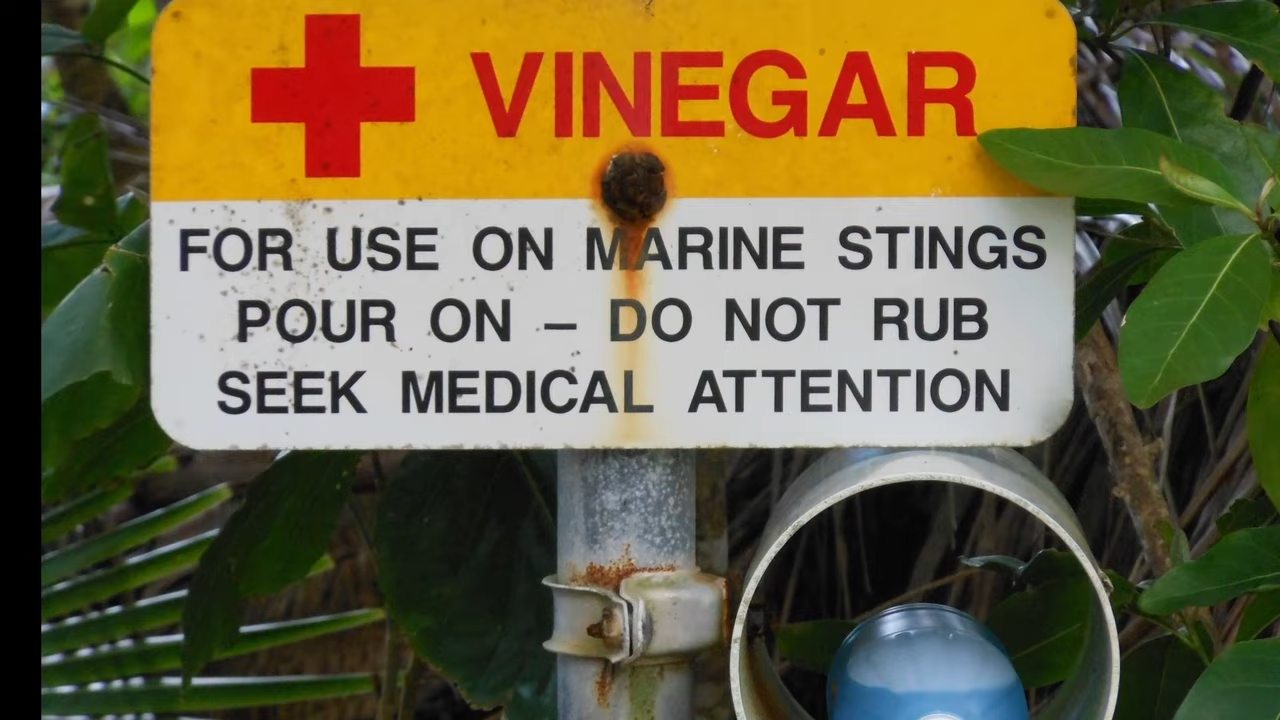 VINEGAR
FOR USE ON MARINE STINGS
POUR ON – DO NOT RUB
SEEK MEDICAL ATTENTION